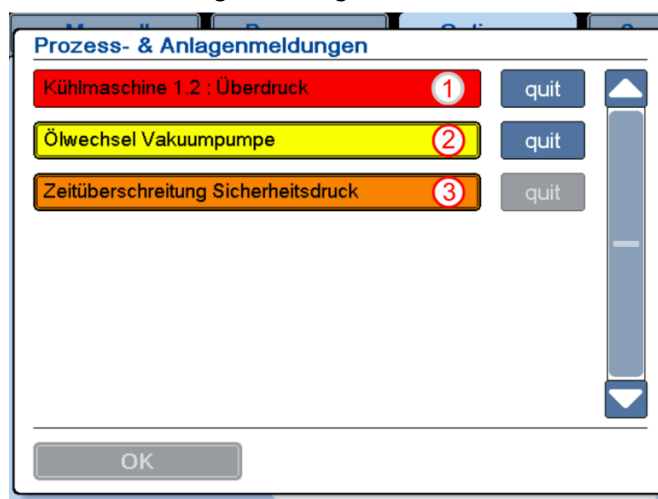 Prozess- & Anlagenmeldungen
Kühlmaschine 1.2 : Überdruck 1 quit
Ölwechsel Vakuumpumpe 2 quit
Zeitüberschreitung Sicherheitsdruck 3 quit
OK